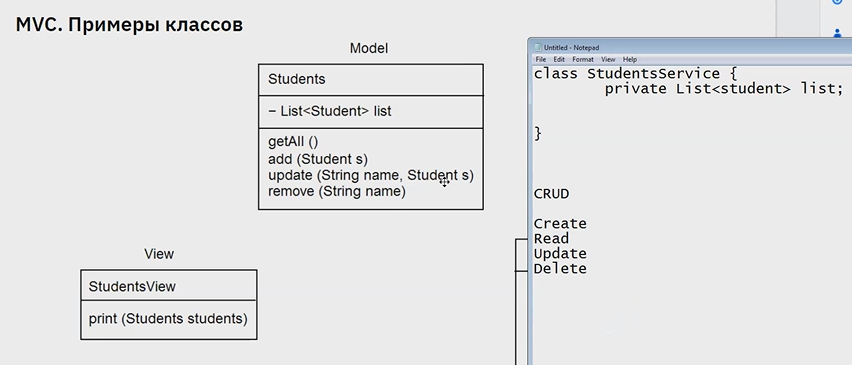 MVC. Примеры классов
Model
Students
− List<Student> list
getAll ()
add (Student s)
update (String name, Student s)
remove (String name)
View
StudentsView
print (Students students)
Untitled - Notepad
File Edit Format View Help
class StudentsService {
private List<student> list;
}
CRUD
Create
Read
Update
Delete